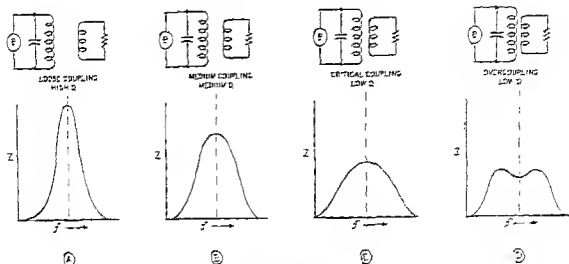 LOOSE COUPLING
HIGH Q
MEDIUM COUPLING
MEDIUM Q
CRITICAL COUPLING
LOW Q
OVERCOUPLING
LOW Q
Z
Z
Z
Z
f
f
f
f
A
B
C
D